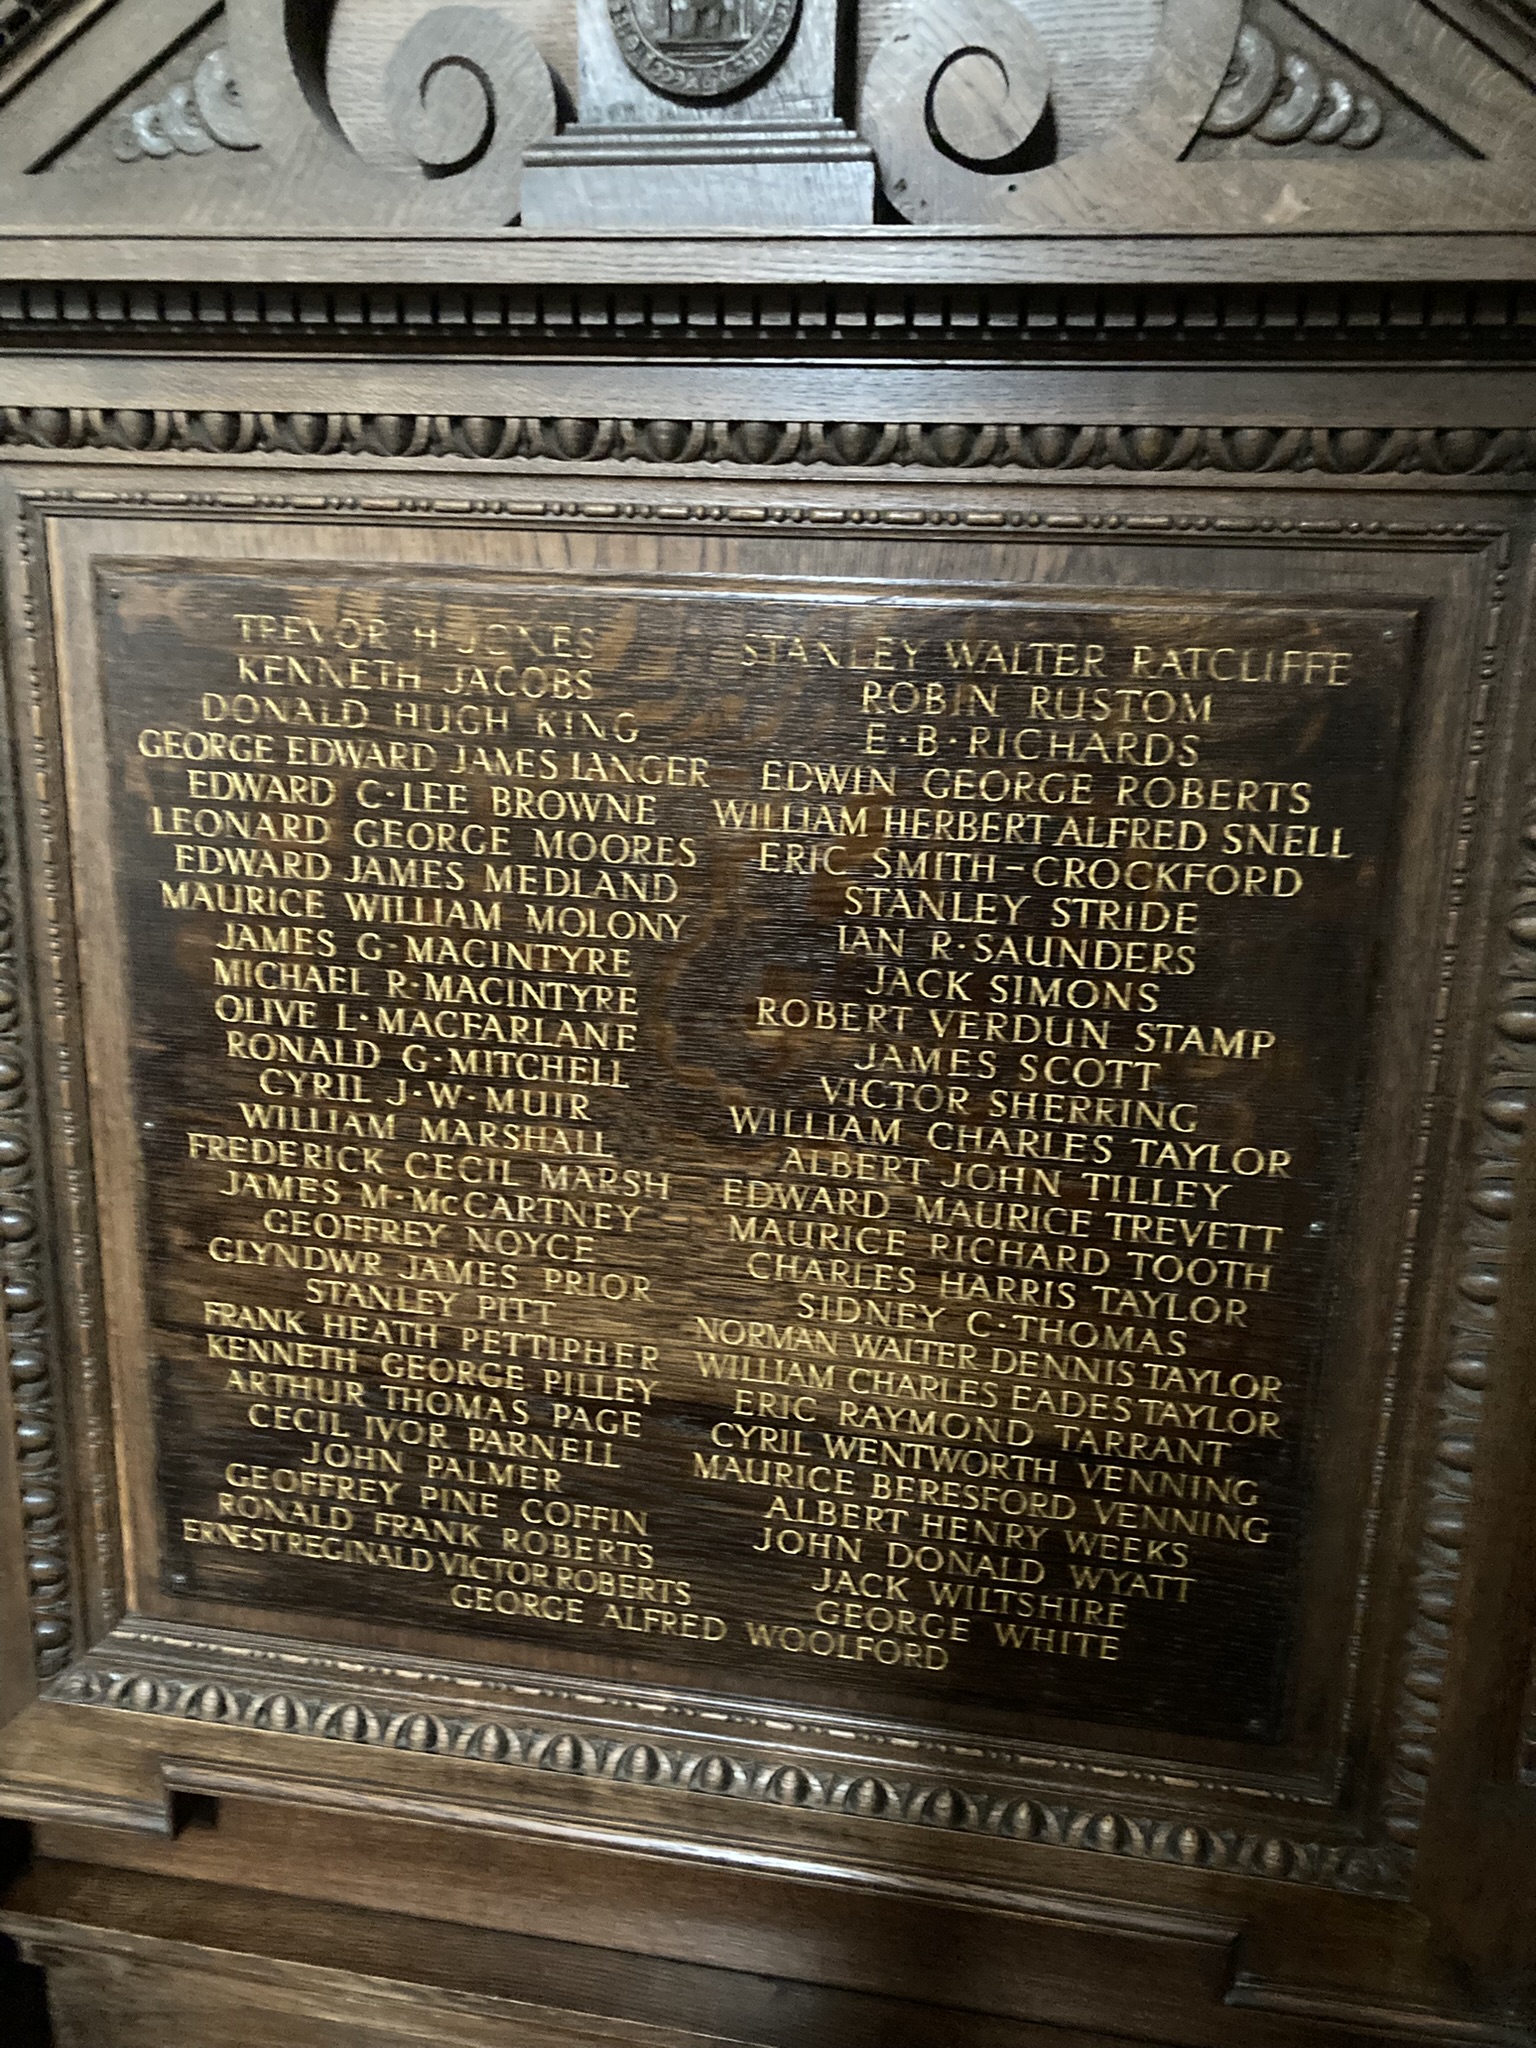 TREVOR H JONES
KENNETH JACOBS
DONALD HUGH KING
GEORGE EDWARD JAMES LANGER
EDWARD C·LEE BROWNE
LEONARD GEORGE MOORES
EDWARD JAMES MEDLAND
MAURICE WILLIAM MOLONY
JAMES G·MACINTYRE
MICHAEL R·MACINTYRE
OLIVE L·MACFARLANE
RONALD G·MITCHELL
CYRIL J·W·MUIR
WILLIAM MARSHALL
FREDERICK CECIL MARSH
JAMES M·McCARTNEY
GEOFFREY NOYCE
GLYNDWR JAMES PRIOR
STANLEY PITT
FRANK HEATH PETTIPHER
KENNETH GEORGE PILLEY
ARTHUR THOMAS PAGE
CECIL IVOR PARNELL
JOHN PALMER
GEOFFREY PINE COFFIN
RONALD FRANK ROBERTS
ERNEST REGINALD VICTOR ROBERTS
STANLEY WALTER RATCLIFFE
ROBIN RUSTOM
E·B·RICHARDS
EDWIN GEORGE ROBERTS
WILLIAM HERBERT ALFRED SNELL
ERIC SMITH-CROCKFORD
STANLEY STRIDE
IAN R·SAUNDERS
JACK SIMONS
ROBERT VERDUN STAMP
JAMES SCOTT
VICTOR SHERRING
WILLIAM CHARLES TAYLOR
ALBERT JOHN TILLEY
EDWARD MAURICE TREVETT
MAURICE RICHARD TOOTH
CHARLES HARRIS TAYLOR
SIDNEY C·THOMAS
NORMAN WALTER DENNIS TAYLOR
WILLIAM CHARLES EADES TAYLOR
ERIC RAYMOND TARRANT
CYRIL WENTWORTH VENNING
MAURICE BERESFORD VENNING
ALBERT HENRY WEEKS
JOHN DONALD WYATT
JACK WILTSHIRE
GEORGE WHITE
GEORGE ALFRED WOOLFORD